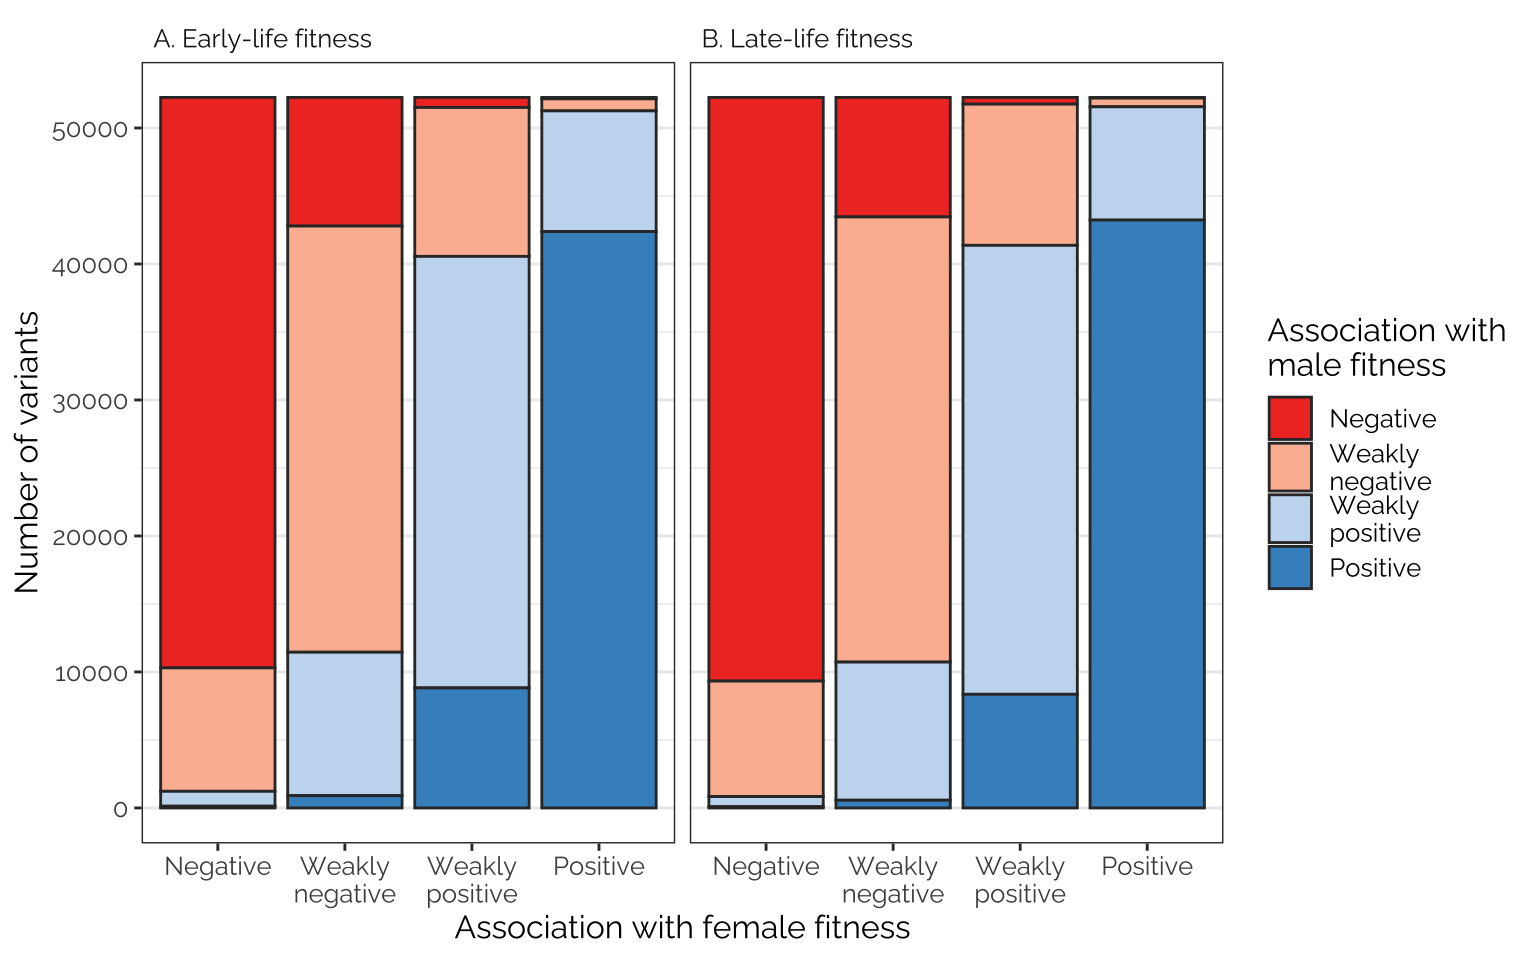 A. Early-life fitness
B. Late-life fitness
Number of variants
50000
40000
30000
20000
10000
0
Negative
Weakly
negative
Weakly
positive
Positive
Negative
Weakly
negative
Weakly
positive
Positive
Association with female fitness
Association with
male fitness
Negative
Weakly
negative
Weakly
positive
Positive